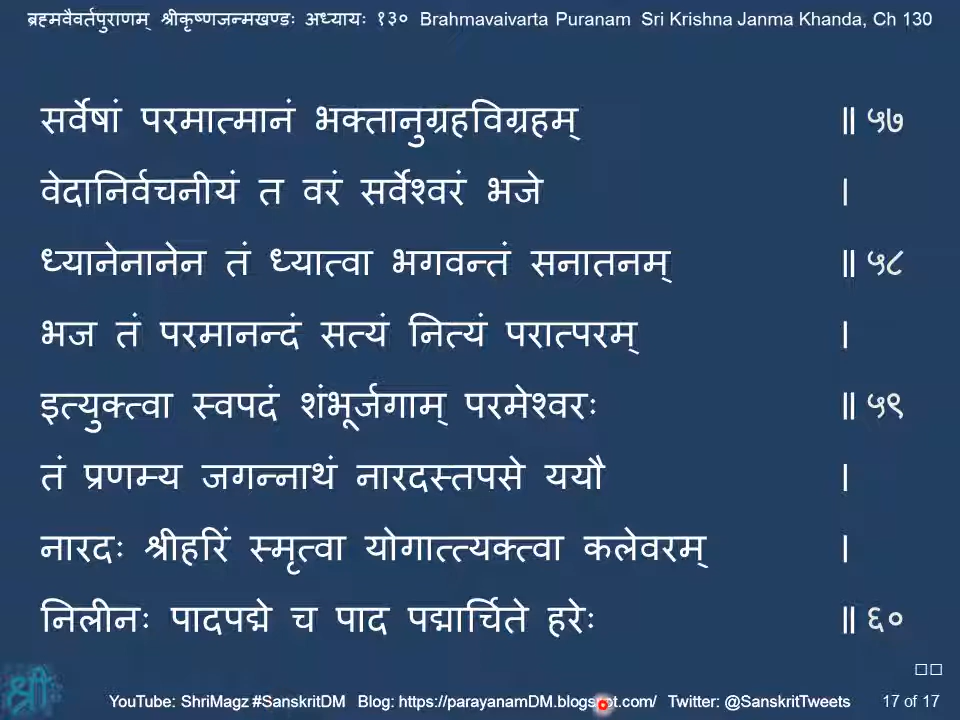 ब्रह्मवैवर्तपुराणम् श्रीकृष्णजन्मखण्डः अध्यायः १३० Brahmavaivarta Puranam Sri Krishna Janma Khanda, Ch 130
सर्वेषां परमात्मानं भक्तानुग्रहविग्रहम् ॥ ५७
वेदानिर्वचनीयं त वरं सर्वेश्वरं भजे ।
ध्यानेनानेन तं ध्यात्वा भगवन्तं सनातनम् ॥ ५८
भज तं परमानन्दं सत्यं नित्यं परात्परम् ।
इत्युक्त्वा स्वपदं शंभूर्जगाम् परमेश्वरः ॥ ५९
तं प्रणम्य जगन्नाथं नारदस्तपसे ययौ ।
नारदः श्रीहरिं स्मृत्वा योगात्त्यक्त्वा कलेवरम् ।
निलीनः पादपद्मे च पाद पद्मार्चिते हरेः ॥ ६०
श्री
YouTube: ShriMagz #SanskritDM Blog: https://parayanamDM.blogspot.com/ Twitter: @SanskritTweets 17 of 17